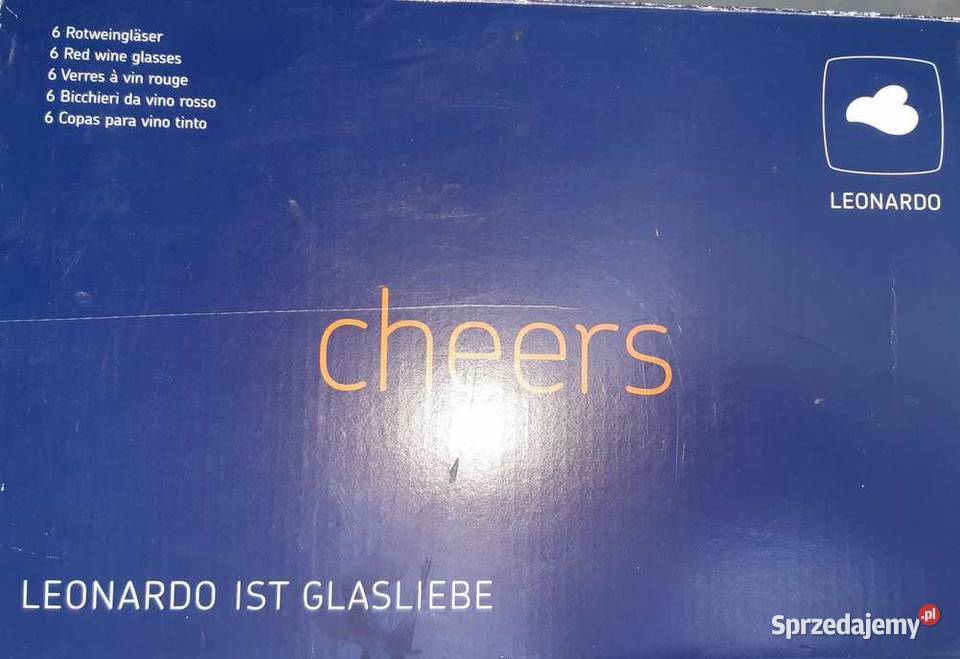 6 Rotweingläser
6 Red wine glasses
6 Verres à vin rouge
6 Bicchieri da vino rosso
6 Copas para vino tinto
LEONARDO
cheers
LEONARDO IST GLASLIEBE
Sprzedajemy.pl